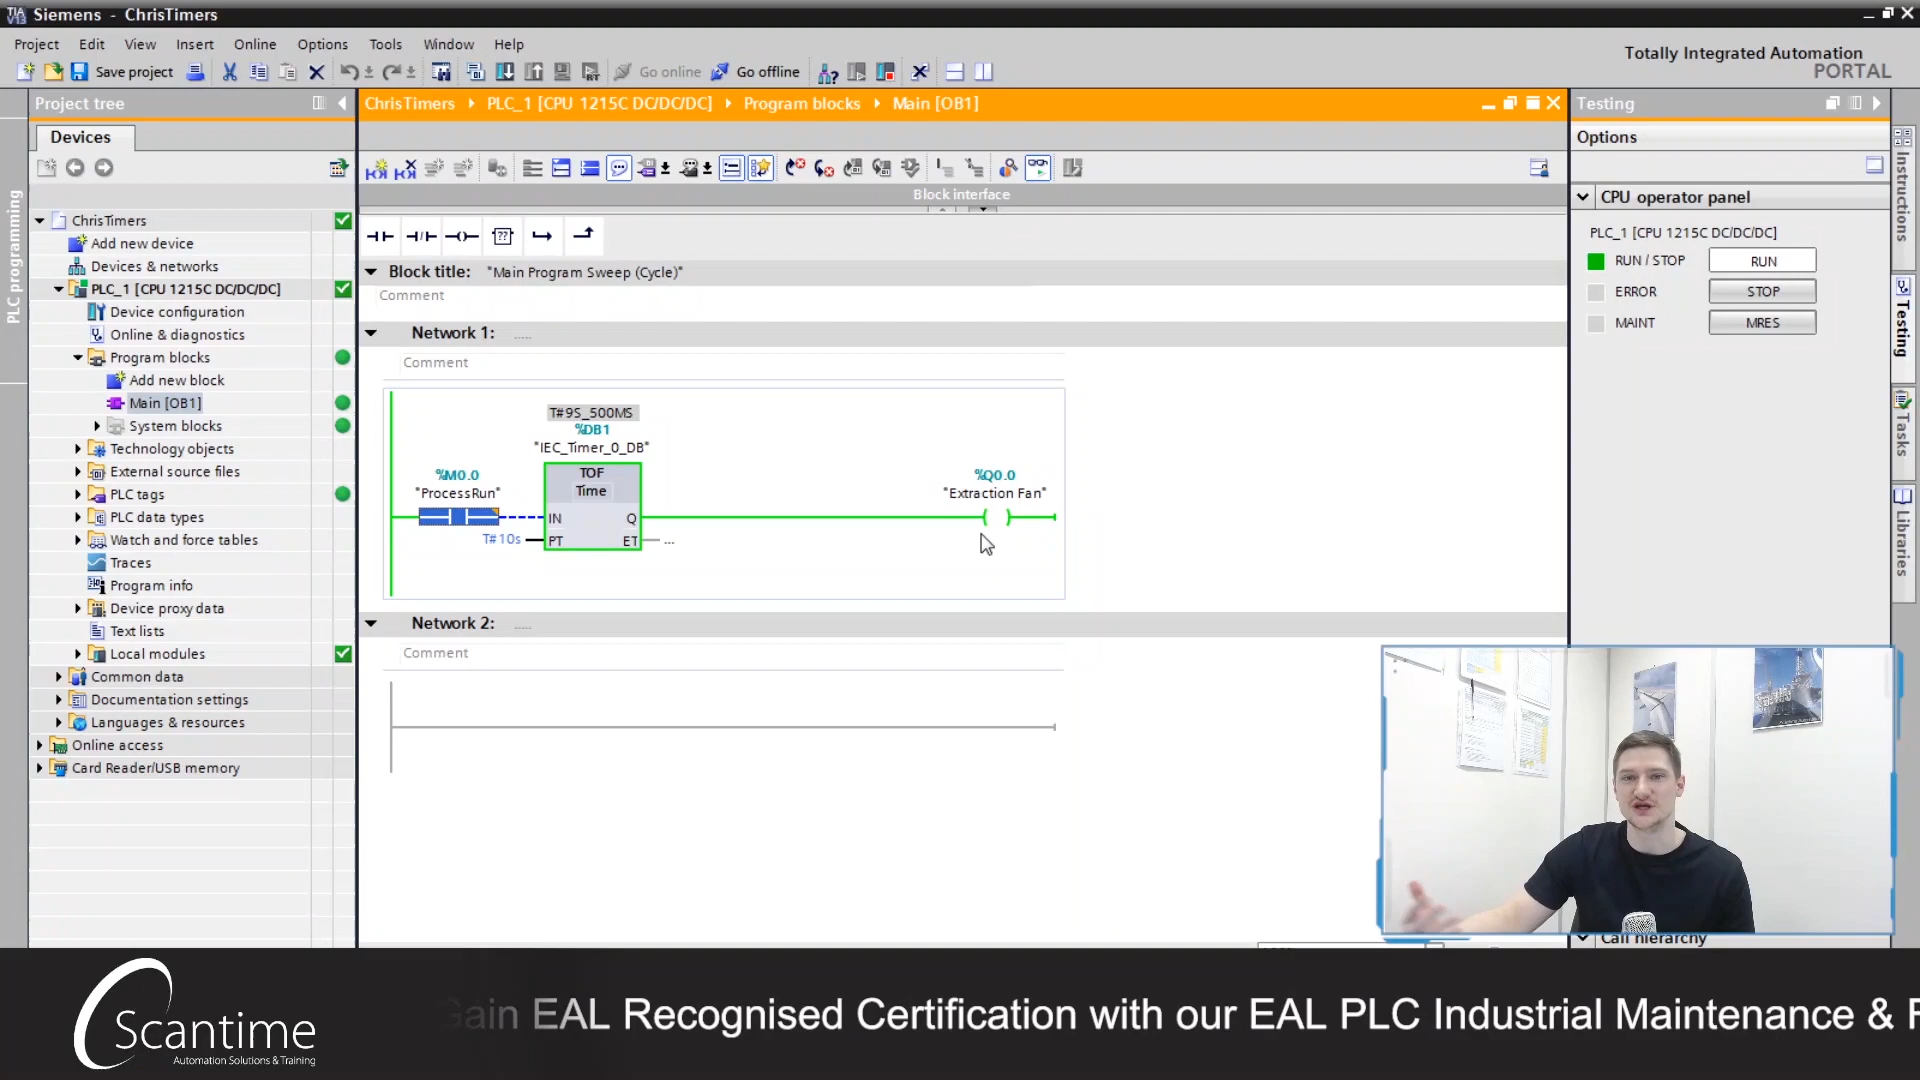 Siemens - ChrisTimers
Project Edit View Insert Online Options Tools Window Help
Totally Integrated Automation
PORTAL
Save project Go online Go offline
Project tree
ChrisTimers PLC_1 [CPU 1215C DC/DC/DC] Program blocks Main [OB1]
Testing
Devices
Options
PLC programming
Block interface
CPU operator panel
PLC_1 [CPU 1215C DC/DC/DC]
RUN / STOP RUN
ERROR STOP
MAINT MRES
Instructions
Testing
Tasks
Libraries
ChrisTimers
Add new device
Devices & networks
PLC_1 [CPU 1215C DC/DC/DC]
Device configuration
Online & diagnostics
Program blocks
Add new block
Main [OB1]
System blocks
Technology objects
External source files
PLC tags
PLC data types
Watch and force tables
Traces
Program info
Device proxy data
Text lists
Local modules
Common data
Documentation settings
Languages & resources
Online access
Card Reader/USB memory
Block title: "Main Program Sweep (Cycle)"
Comment
Network 1: .....
Comment
T#9S_500MS
%DB1
"IEC_Timer_0_DB"
%M0.0
"ProcessRun"
TOF
Time
IN Q
T#10s PT ET ...
%Q0.0
"Extraction Fan"
Network 2: .....
Comment
Call hierarchy
Scantime
Automation Solutions & Training
Gain EAL Recognised Certification with our EAL PLC Industrial Maintenance &